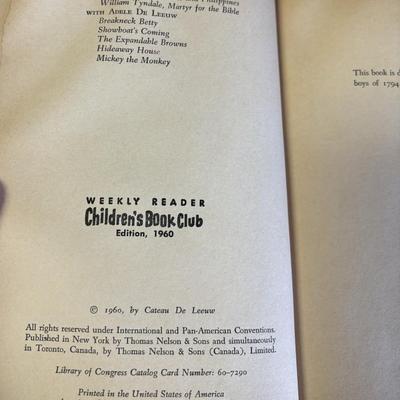 and Philippines
William Tyndale, Martyr for the Bible
WITH ADELE DE LEEUW
Breakneck Betty
Showboat's Coming
The Expandable Browns
Hideaway House
Mickey the Monkey
WEEKLY READER
Children's Book Club
Edition, 1960
© 1960, by Cateau De Leeuw
All rights reserved under International and Pan-American Conventions.
Published in New York by Thomas Nelson & Sons and simultaneously
in Toronto, Canada, by Thomas Nelson & Sons (Canada), Limited.
Library of Congress Catalog Card Number: 60-7290
Printed in the United States of America
This book is d
boys of 1794